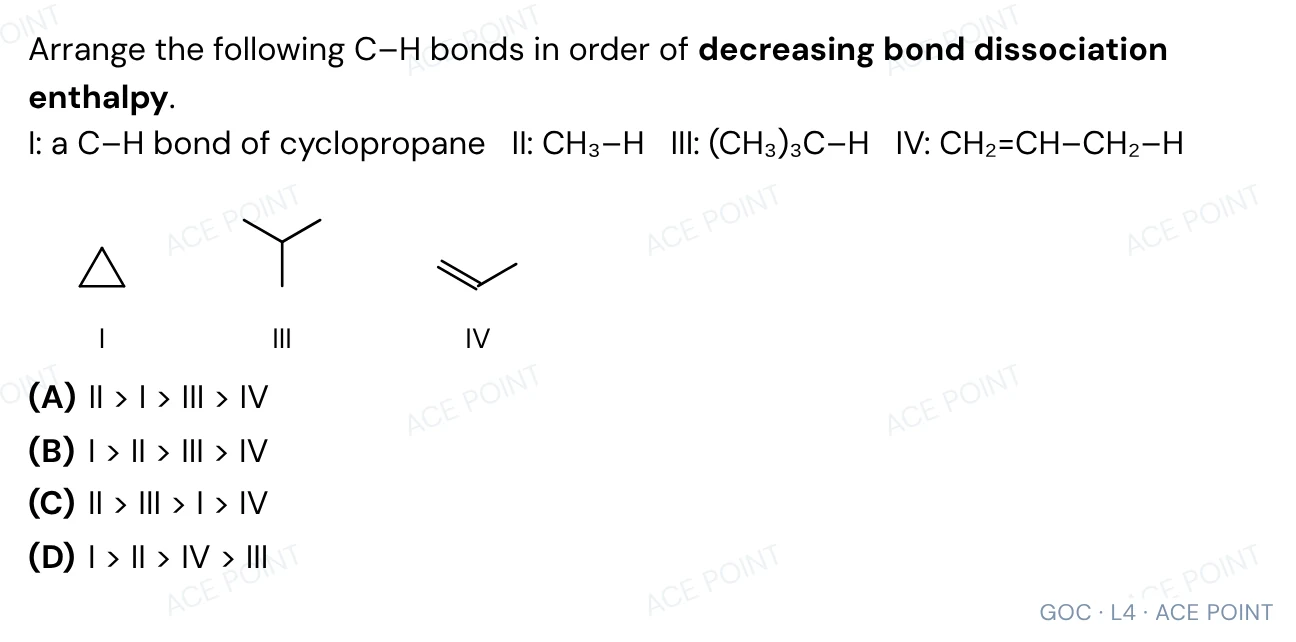 Arrange the following C–H bonds in order of decreasing bond dissociation
enthalpy.
I: a C–H bond of cyclopropane II: CH₃–H III: (CH₃)₃C–H IV: CH₂=CH–CH₂–H
I III IV
(A) II > I > III > IV
(B) I > II > III > IV
(C) II > III > I > IV
(D) I > II > IV > III
GOC · L4 · ACE POINT
ACE POINT